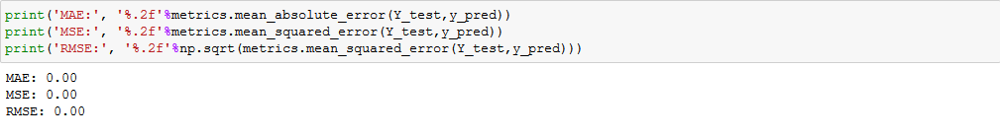 print('MAE:', '%.2f'%metrics.mean_absolute_error(Y_test,y_pred))
print('MSE:', '%.2f'%metrics.mean_squared_error(Y_test,y_pred))
print('RMSE:', '%.2f'%np.sqrt(metrics.mean_squared_error(Y_test,y_pred)))
MAE: 0.00
MSE: 0.00
RMSE: 0.00